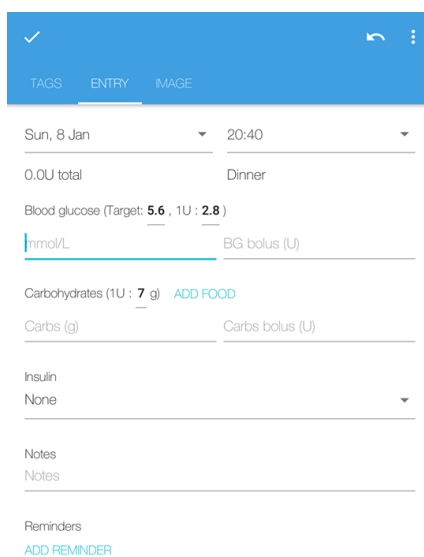 TAGS ENTRY IMAGE
Sun, 8 Jan 20:40
0.0U total Dinner
Blood glucose (Target: 5.6 , 1U : 2.8 )
mmol/L BG bolus (U)
Carbohydrates (1U : 7 g) ADD FOOD
Carbs (g) Carbs bolus (U)
Insulin
None
Notes
Notes
Reminders
ADD REMINDER